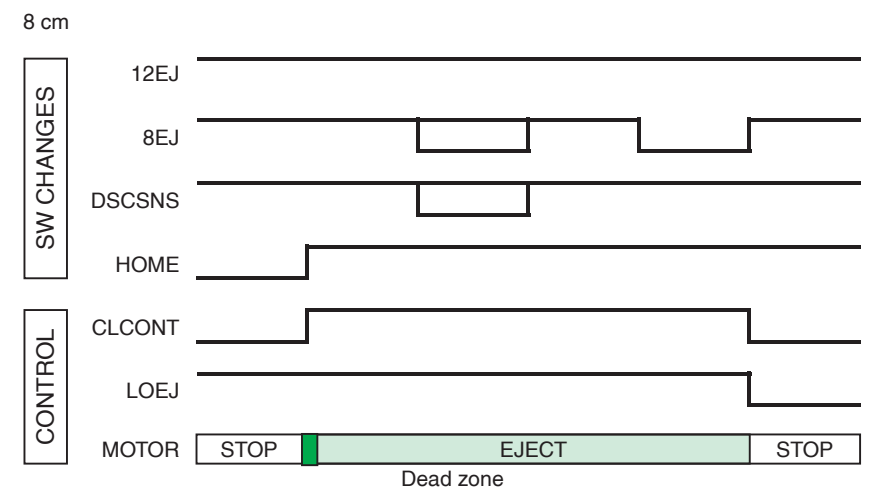 8 cm
SW CHANGES
12EJ
8EJ
DSCSNS
HOME
CONTROL
CLCONT
LOEJ
MOTOR STOP EJECT STOP
Dead zone